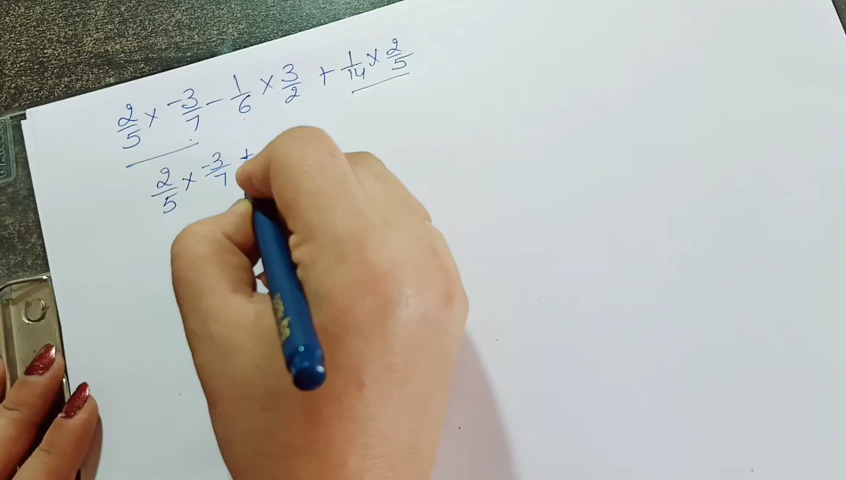 2/5 × -3/7 - 1/6 × 3/2 + 1/14 × 2/5
2/5 × -3/7 +